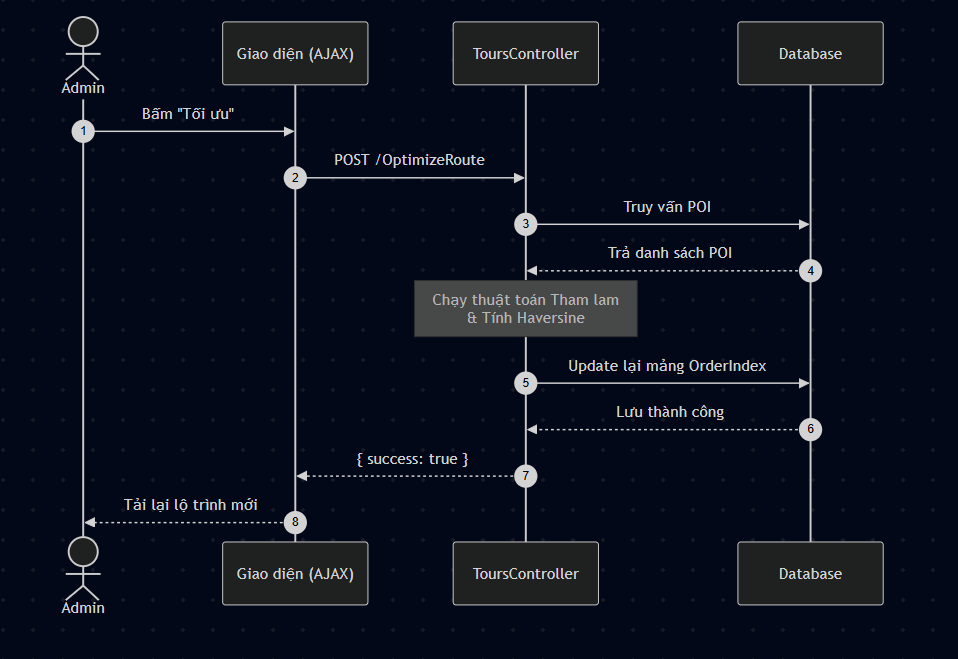 Giao diện (AJAX)
ToursController
Database
Admin
Bấm "Tối ưu"
1
POST /OptimizeRoute
2
Truy vấn POI
3
Trả danh sách POI
4
Chạy thuật toán Tham lam
& Tính Haversine
Update lại mảng OrderIndex
5
Lưu thành công
6
{ success: true }
7
Tải lại lộ trình mới
8
Giao diện (AJAX)
ToursController
Database
Admin